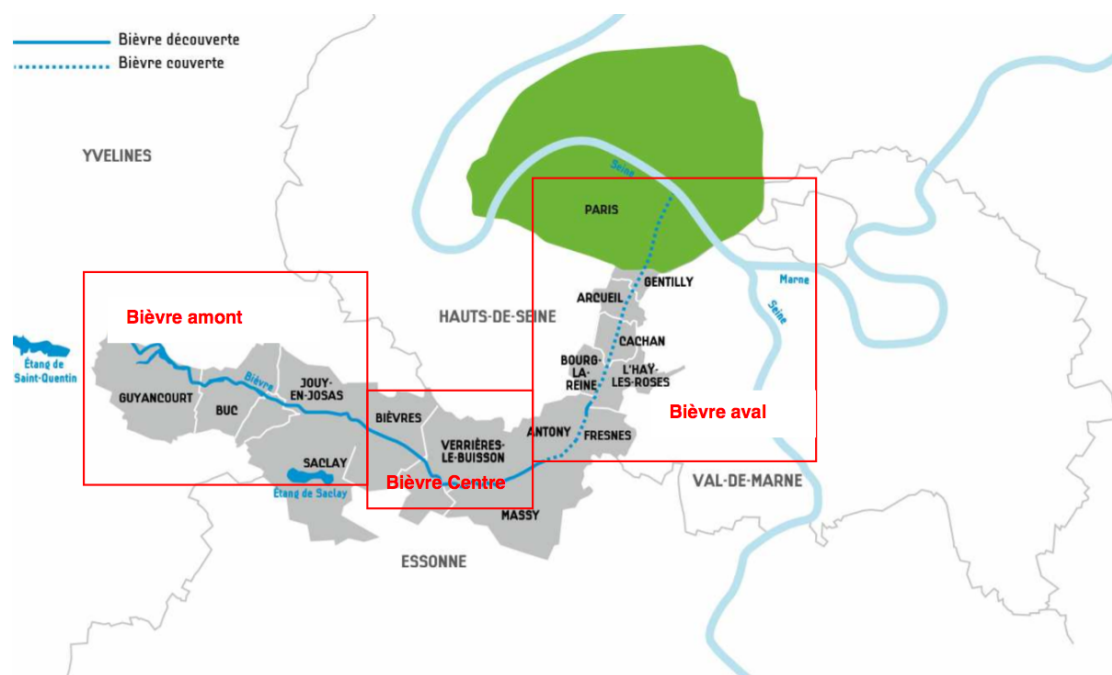 Bièvre découverte
Bièvre couverte
YVELINES
Seine
PARIS
GENTILLY
ARCUEIL
Marne
Seine
HAUTS-DE-SEINE
Bièvre amont
CACHAN
Étang de
Saint-Quentin
BOURG-
LA-
REINE
L'HAŸ-
LES-ROSES
Bièvre
JOUY-
EN-JOSAS
GUYANCOURT
BUC
BIÈVRES
Bièvre aval
ANTONY
FRESNES
VERRIÈRES-
LE-BUISSON
SACLAY
Étang de Saclay
Bièvre Centre
VAL-DE-MARNE
MASSY
ESSONNE